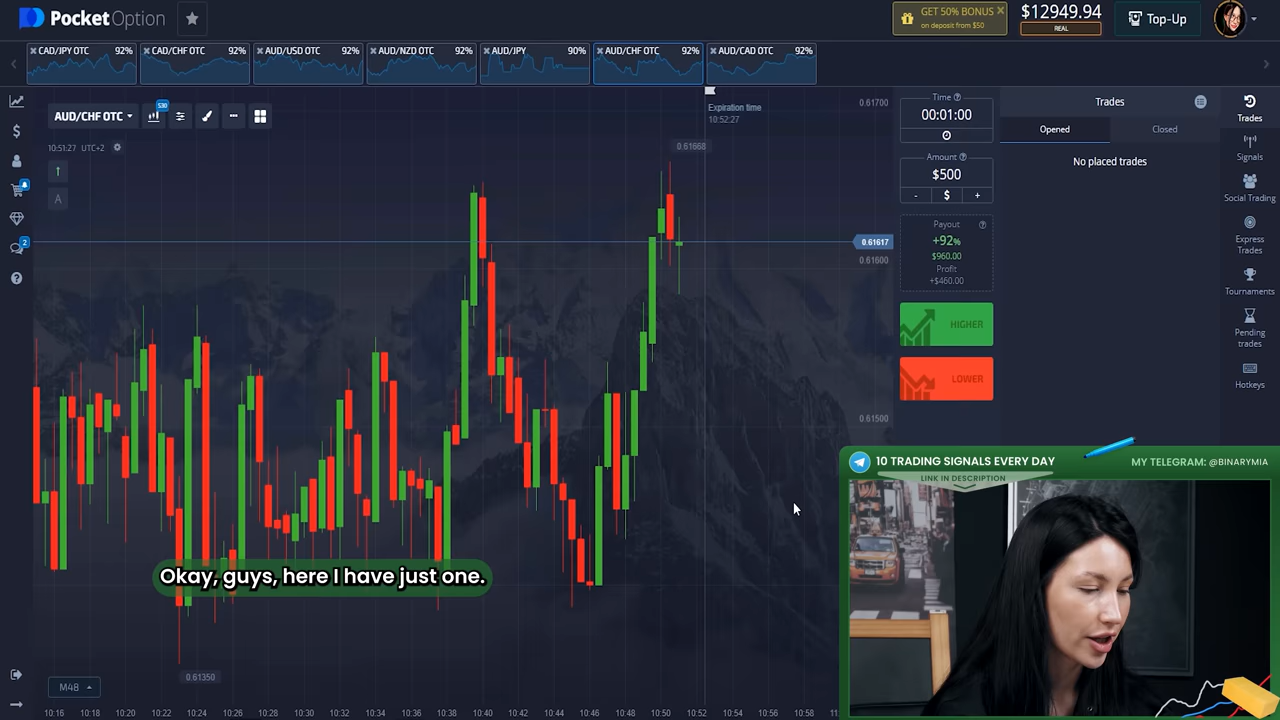 PocketOption
GET 50% BONUS
on deposit from $50
$12949.94
REAL
Top-Up
CAD/JPY OTC 92%
CAD/CHF OTC 92%
AUD/USD OTC 92%
AUD/NZD OTC 92%
AUD/JPY 90%
AUD/CHF OTC 92%
AUD/CAD OTC 92%
AUD/CHF OTC
S30
10:51:27 UTC+2
A
Expiration time
10:52:27
0.61668
0.61700
0.61617
0.61600
0.61500
0.61350
Time
00:01:00
Amount
$500
- $ +
Payout
+92%
$960.00
Profit
+$460.00
HIGHER
LOWER
Trades
Opened
Closed
No placed trades
Trades
Signals
Social Trading
Express
Trades
Tournaments
Pending
trades
Hotkeys
2
10 TRADING SIGNALS EVERY DAY
LINK IN DESCRIPTION
MY TELEGRAM: @BINARYMIA
Okay, guys, here I have just one.
M48
10:16 10:18 10:20 10:22 10:24 10:26 10:28 10:30 10:32 10:34 10:36 10:38 10:40 10:42 10:44 10:46 10:48 10:50 10:52 10:54 10:56 10:58